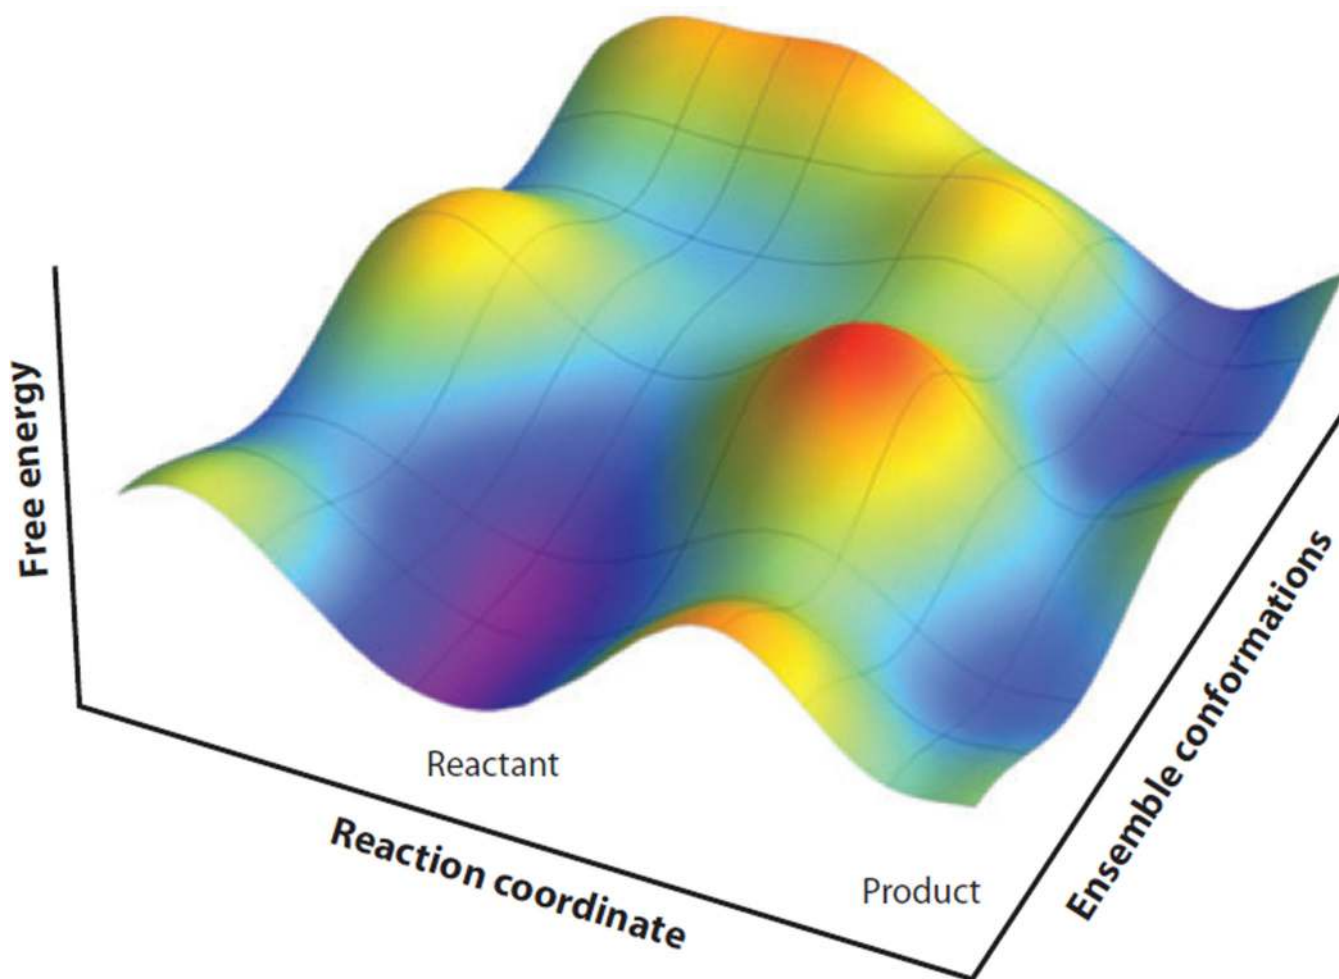 Free energy
Reactant
Reaction coordinate
Product
Ensemble conformations